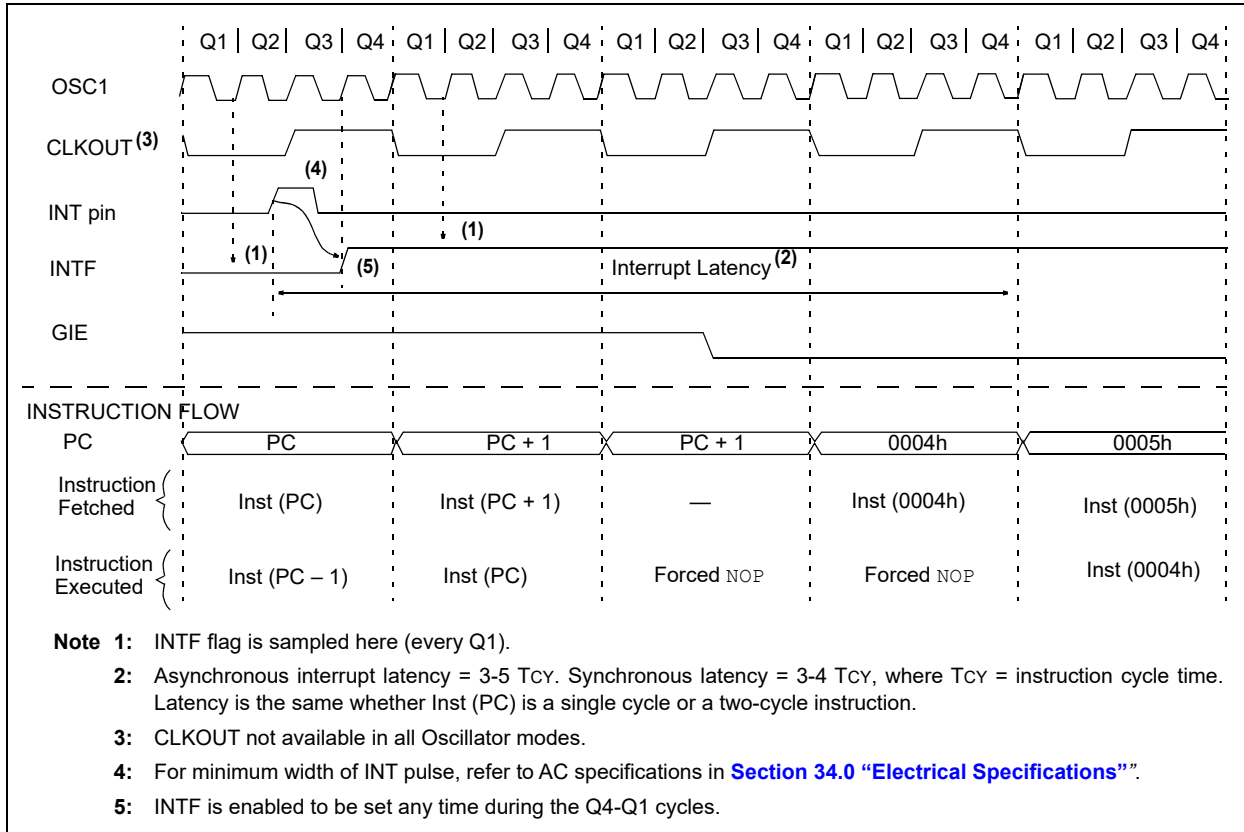 Q1 | Q2 | Q3 | Q4 Q1 | Q2 | Q3 | Q4 Q1 | Q2 | Q3 | Q4 Q1 | Q2 | Q3 | Q4 Q1 | Q2 | Q3 | Q4
OSC1
CLKOUT (3)
(4)
INT pin
(1) (1)
INTF (5) Interrupt Latency (2)
GIE
INSTRUCTION FLOW
PC PC PC + 1 PC + 1 0004h 0005h
Instruction
Fetched Inst (PC) Inst (PC + 1) — Inst (0004h) Inst (0005h)
Instruction
Executed Inst (PC – 1) Inst (PC) Forced NOP Forced NOP Inst (0004h)
Note 1: INTF flag is sampled here (every Q1).
2: Asynchronous interrupt latency = 3-5 TCY. Synchronous latency = 3-4 TCY, where TCY = instruction cycle time.
Latency is the same whether Inst (PC) is a single cycle or a two-cycle instruction.
3: CLKOUT not available in all Oscillator modes.
4: For minimum width of INT pulse, refer to AC specifications in Section 34.0 “Electrical Specifications””.
5: INTF is enabled to be set any time during the Q4-Q1 cycles.